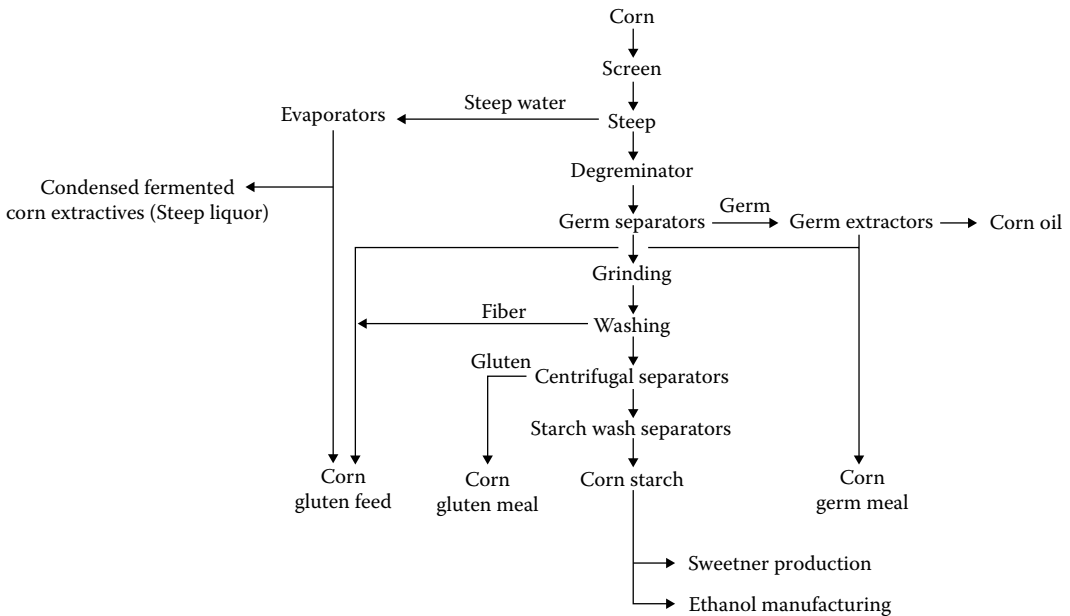 Corn
Screen
Steep water
Evaporators
Steep
Degreminator
Condensed fermented
corn extractives (Steep liquor)
Germ
Germ separators
Germ extractors
Corn oil
Grinding
Fiber
Washing
Gluten
Centrifugal separators
Starch wash separators
Corn
gluten feed
Corn
gluten meal
Corn starch
Corn
germ meal
Sweetner production
Ethanol manufacturing